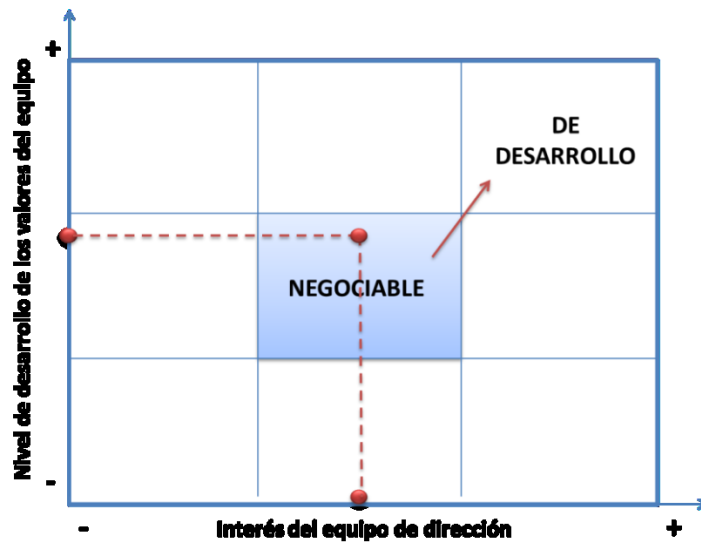 +
Nivel de desarrollo de los valores del equipo
DE
DESARROLLO
NEGOCIABLE
-
-
Interés del equipo de dirección
+